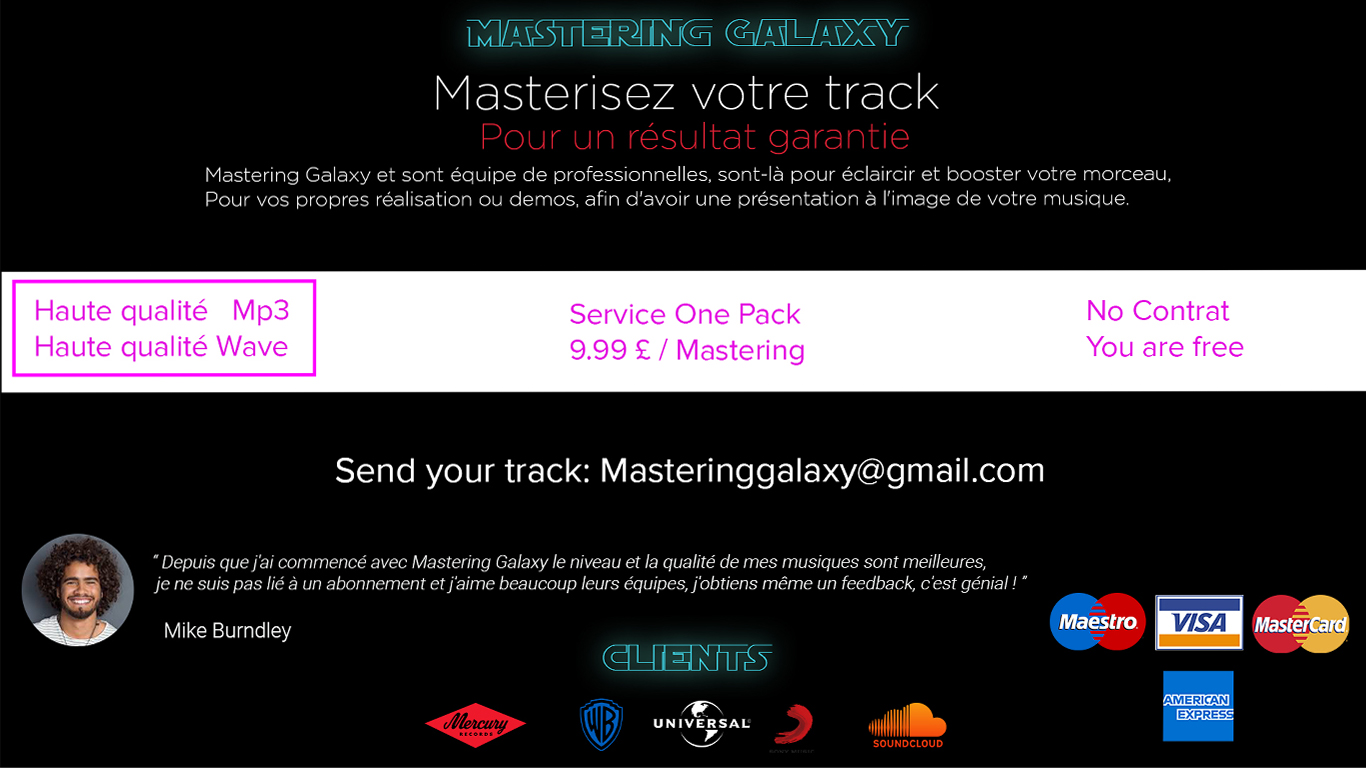 MASTERING GALAXY
Masterisez votre track
Pour un résultat garantie
Mastering Galaxy et sont équipe de professionnelles, sont-là pour éclaircir et booster votre morceau,
Pour vos propres réalisation ou demos, afin d'avoir une présentation à l'image de votre musique.
Haute qualité Mp3
Haute qualité Wave
Service One Pack
9.99 £ / Mastering
No Contrat
You are free
Send your track: Masteringgalaxy@gmail.com
“ Depuis que j'ai commencé avec Mastering Galaxy le niveau et la qualité de mes musiques sont meilleures,
je ne suis pas lié à un abonnement et j'aime beaucoup leurs équipes, j'obtiens même un feedback, c'est génial ! ”
Mike Burndley
Maestro
VISA
MasterCard
AMERICAN
EXPRESS
CLIENTS
Mercury
RECORDS
WB
UNIVERSAL
SONY MUSIC
SOUNDCLOUD